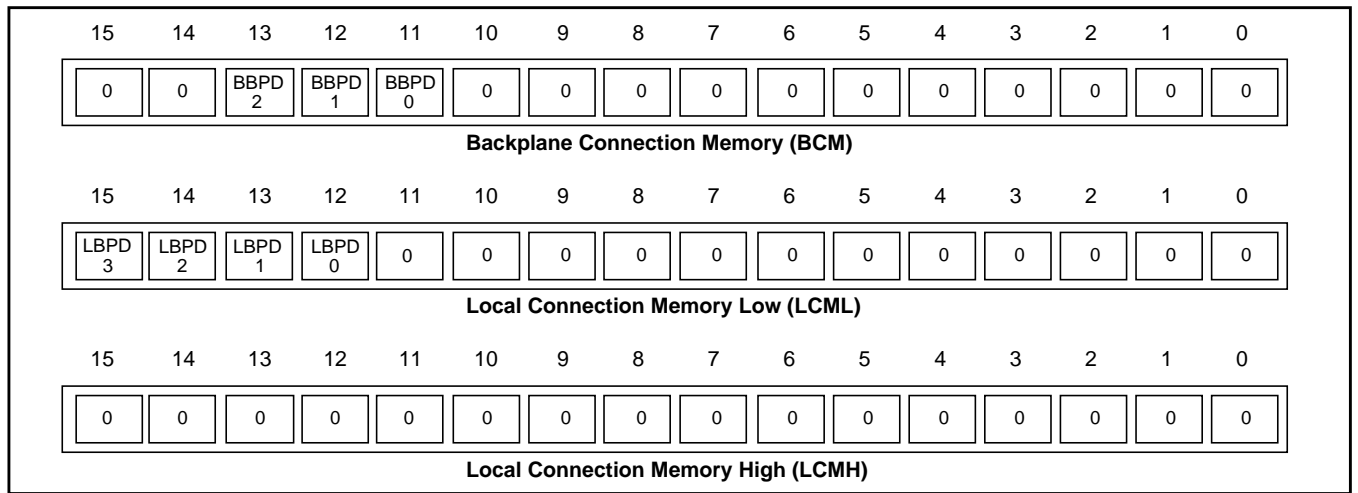 15 14 13 12 11 10 9 8 7 6 5 4 3 2 1 0
0 0 BBPD 2 BBPD 1 BBPD 0 0 0 0 0 0 0 0 0 0 0 0
Backplane Connection Memory (BCM)
15 14 13 12 11 10 9 8 7 6 5 4 3 2 1 0
LBPD 3 LBPD 2 LBPD 1 LBPD 0 0 0 0 0 0 0 0 0 0 0 0 0
Local Connection Memory Low (LCML)
15 14 13 12 11 10 9 8 7 6 5 4 3 2 1 0
0 0 0 0 0 0 0 0 0 0 0 0 0 0 0 0
Local Connection Memory High (LCMH)